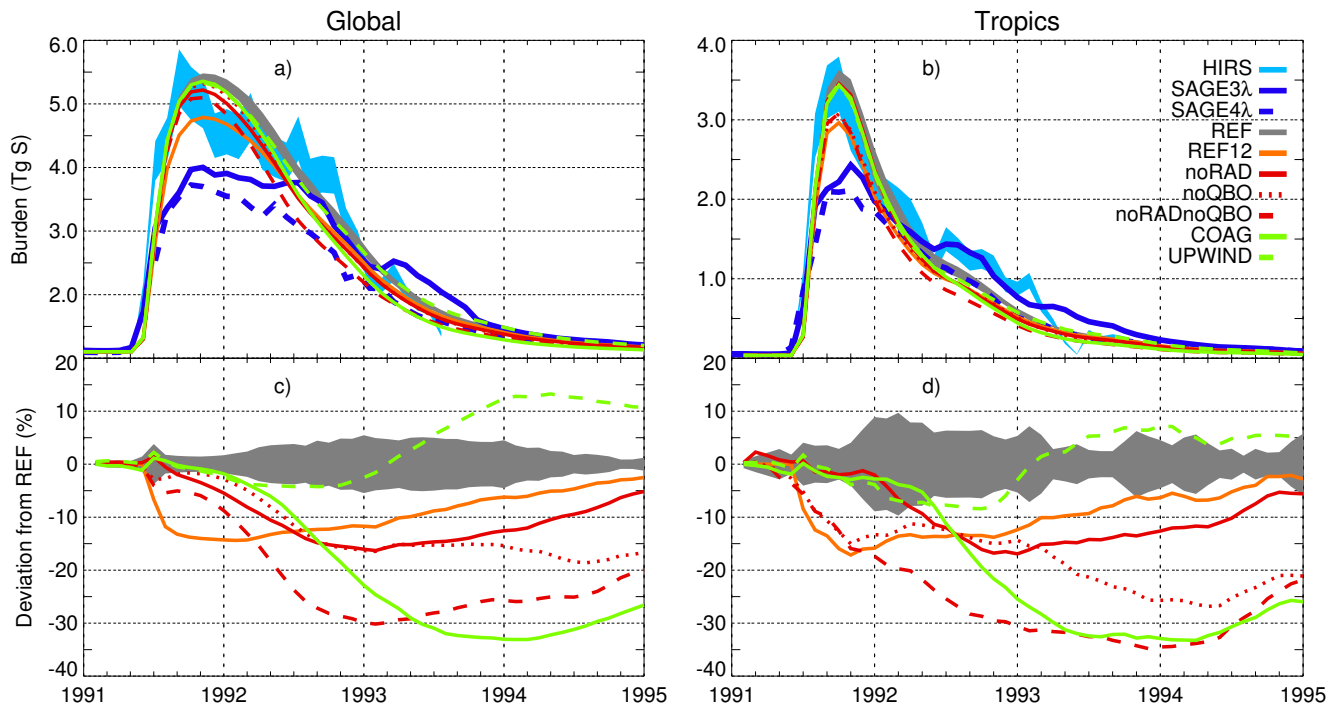 Global
Tropics
6.0
5.0
4.0
3.0
2.0
Burden (Tg S)
a)
4.0
3.0
2.0
1.0
b)
HIRS
SAGE3λ
SAGE4λ
REF
REF12
noRAD
noQBO
noRADnoQBO
COAG
UPWIND
20
10
0
-10
-20
-30
-40
Deviation from REF (%)
c)
1991
1992
1993
1994
1995
20
10
0
-10
-20
-30
-40
d)
1991
1992
1993
1994
1995